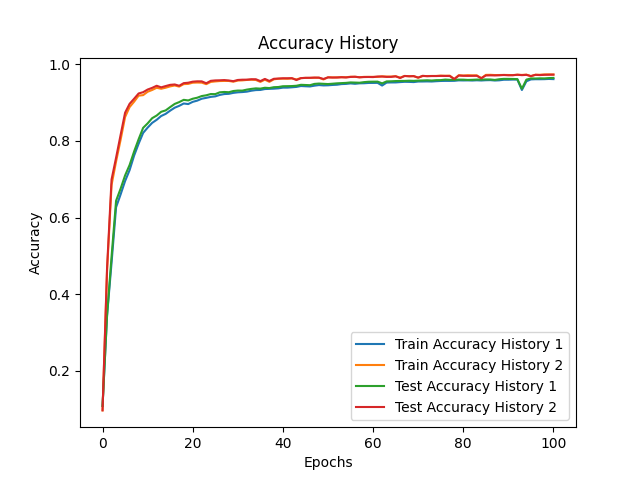 Accuracy History
1.0
0.8
0.6
0.4
0.2
Accuracy
0 20 40 60 80 100
Epochs
Train Accuracy History 1
Train Accuracy History 2
Test Accuracy History 1
Test Accuracy History 2